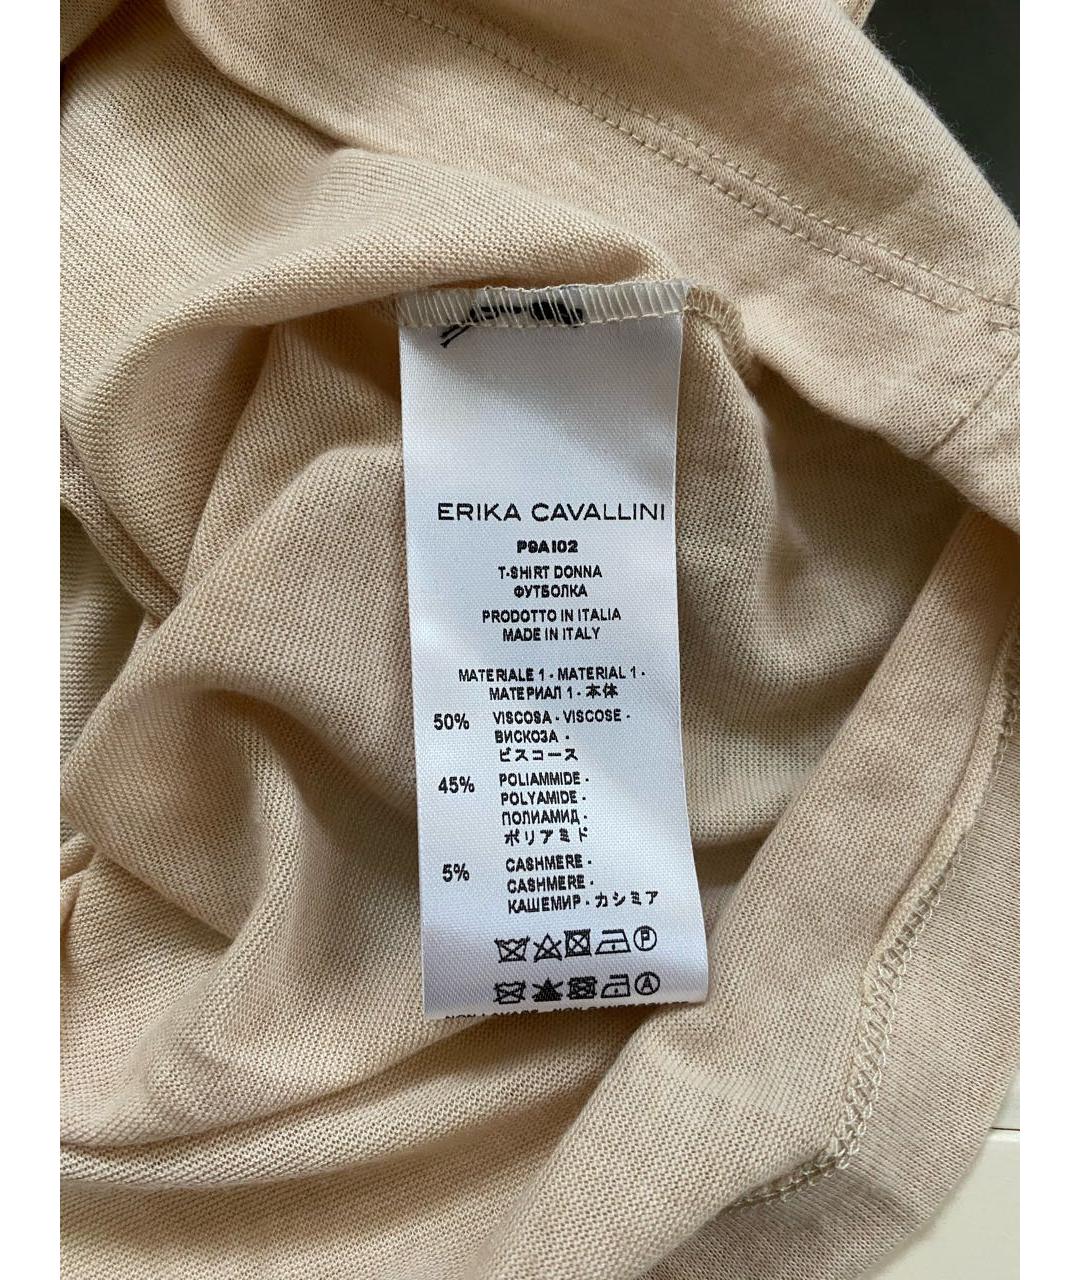 ERIKA CAVALLINI
P9AI02
T-SHIRT DONNA
ФУТБОЛКА
PRODOTTO IN ITALIA
MADE IN ITALY
MATERIALE 1 - MATERIAL 1 -
МАТЕРИАЛ 1 - 本体
50% VISCOSA - VISCOSE -
ВИСКОЗА -
ビスコース
45% POLIAMMIDE -
POLYAMIDE -
ПОЛИАМИД -
ポリアミド
5% CASHMERE -
CASHMERE -
КАШЕМИР - カシミア
P
A